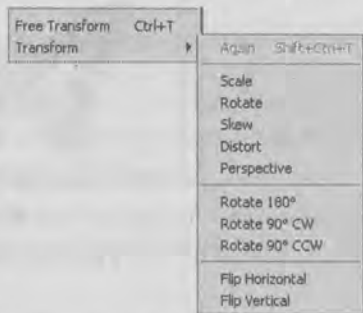 Free Transform Ctrl+T
Transform
Again Shift+Ctrl+T
Scale
Rotate
Skew
Distort
Perspective
Rotate 180°
Rotate 90° CW
Rotate 90° CCW
Flip Horizontal
Flip Vertical